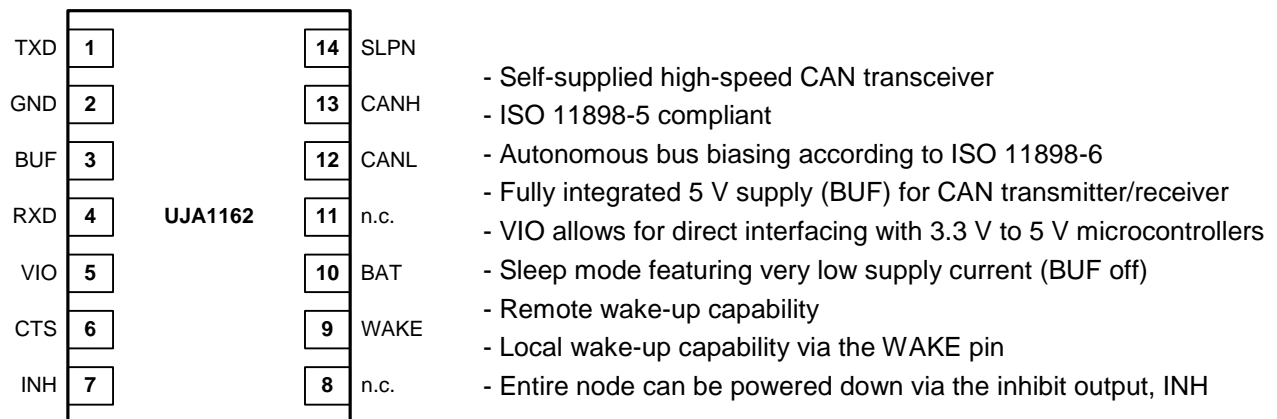 TXD 1 14 SLPN
GND 2 13 CANH
BUF 3 12 CANL
RXD 4 UJA1162 11 n.c.
VIO 5 10 BAT
CTS 6 9 WAKE
INH 7 8 n.c.
- Self-supplied high-speed CAN transceiver
- ISO 11898-5 compliant
- Autonomous bus biasing according to ISO 11898-6
- Fully integrated 5 V supply (BUF) for CAN transmitter/receiver
- VIO allows for direct interfacing with 3.3 V to 5 V microcontrollers
- Sleep mode featuring very low supply current (BUF off)
- Remote wake-up capability
- Local wake-up capability via the WAKE pin
- Entire node can be powered down via the inhibit output, INH